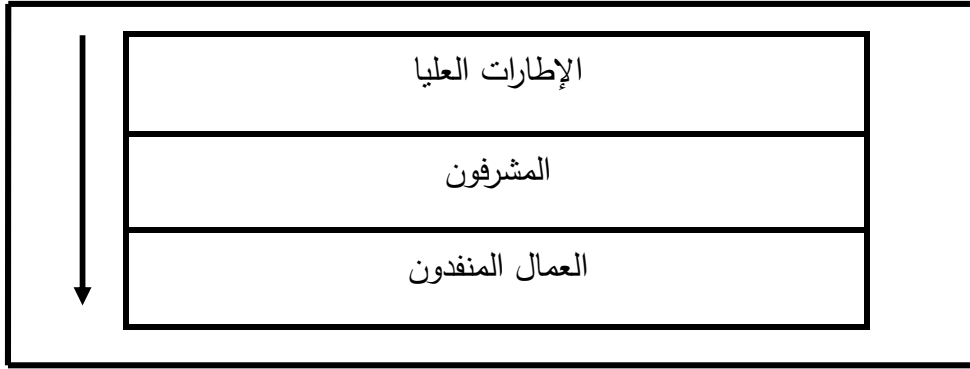 الإطارات العليا
المشرفون
العمال المنفدون